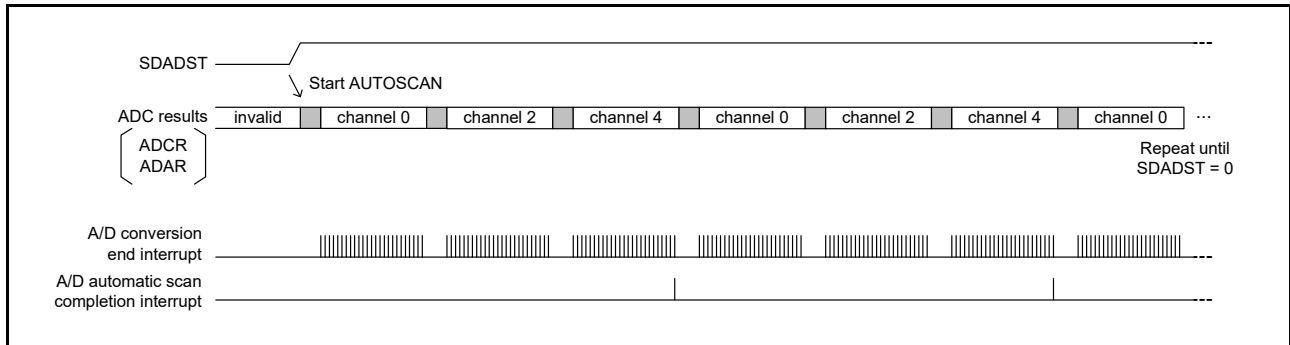 SDADST
Start AUTOSCAN
ADC results invalid channel 0 channel 2 channel 4 channel 0 channel 2 channel 4 channel 0 ...
ADCR
ADAR
Repeat until
SDADST = 0
A/D conversion
end interrupt
A/D automatic scan
completion interrupt